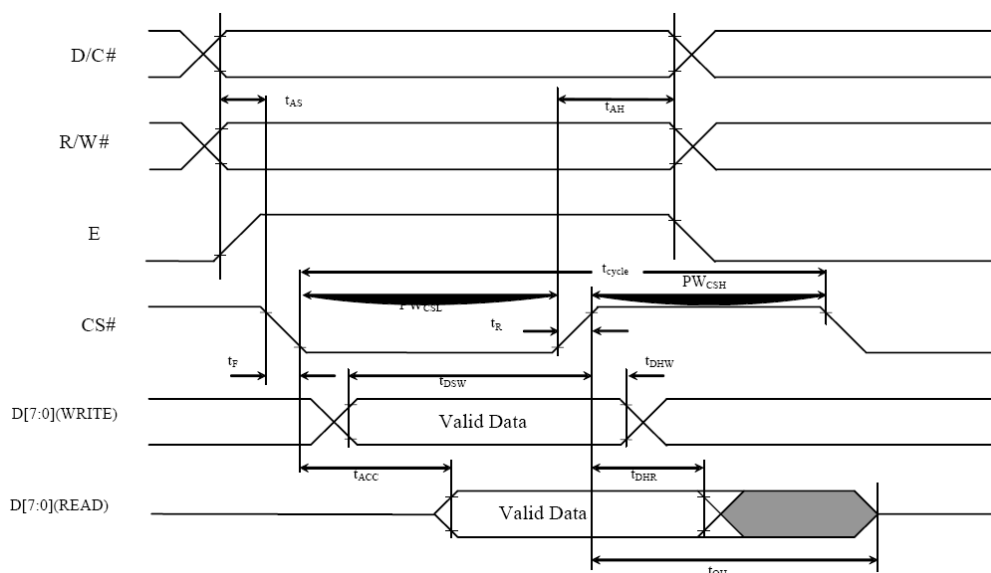 D/C#
tAS
tAH
R/W#
E
tcycle
PWCSL
PWCSH
CS#
tR
tF
tDSW
tDHW
D[7:0](WRITE)
Valid Data
tACC
tDHR
D[7:0](READ)
Valid Data